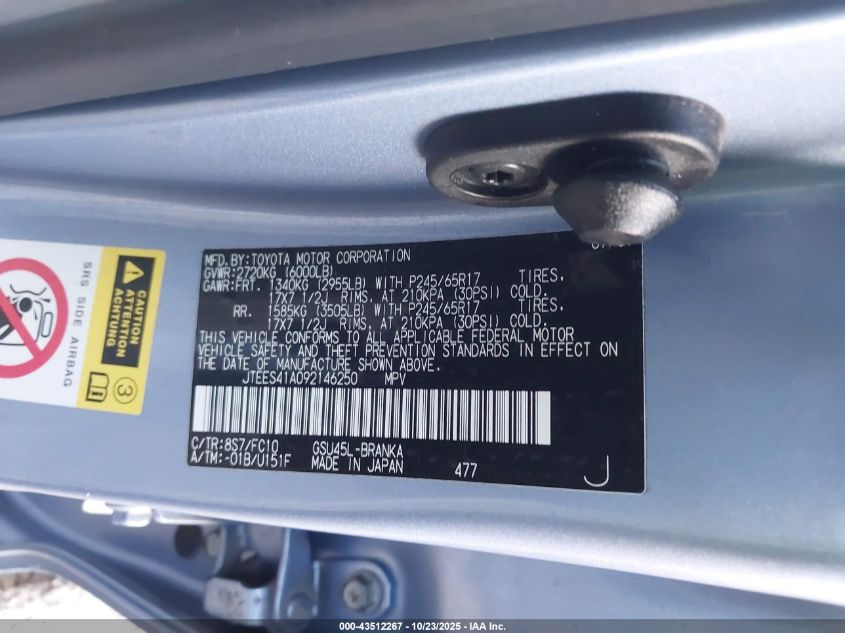 MFD.BY:TOYOTA MOTOR CORPORATION
GVWR:2720KG (6000LB)
GAWR:FRT. 1340KG (2955LB) WITH P245/65R17 TIRES,
17X7 1/2J RIMS, AT 210KPA (30PSI) COLD.
RR. 1585KG (3505LB) WITH P245/65R17 TIRES,
17X7 1/2J RIMS, AT 210KPA (30PSI) COLD.
THIS VEHICLE CONFORMS TO ALL APPLICABLE FEDERAL MOTOR
VEHICLE SAFETY AND THEFT PREVENTION STANDARDS IN EFFECT ON
THE DATE OF MANUFACTURE SHOWN ABOVE.
JTEES41A092146250 MPV
C/TR:8S7/FC10 GSU45L-BRANKA
A/TM:-01B/U151F MADE IN JAPAN 477 J
CAUTION
ATTENTION
ACHTUNG
3
SRS SIDE AIRBAG
000-43512267 • 10/23/2025 • IAA Inc.